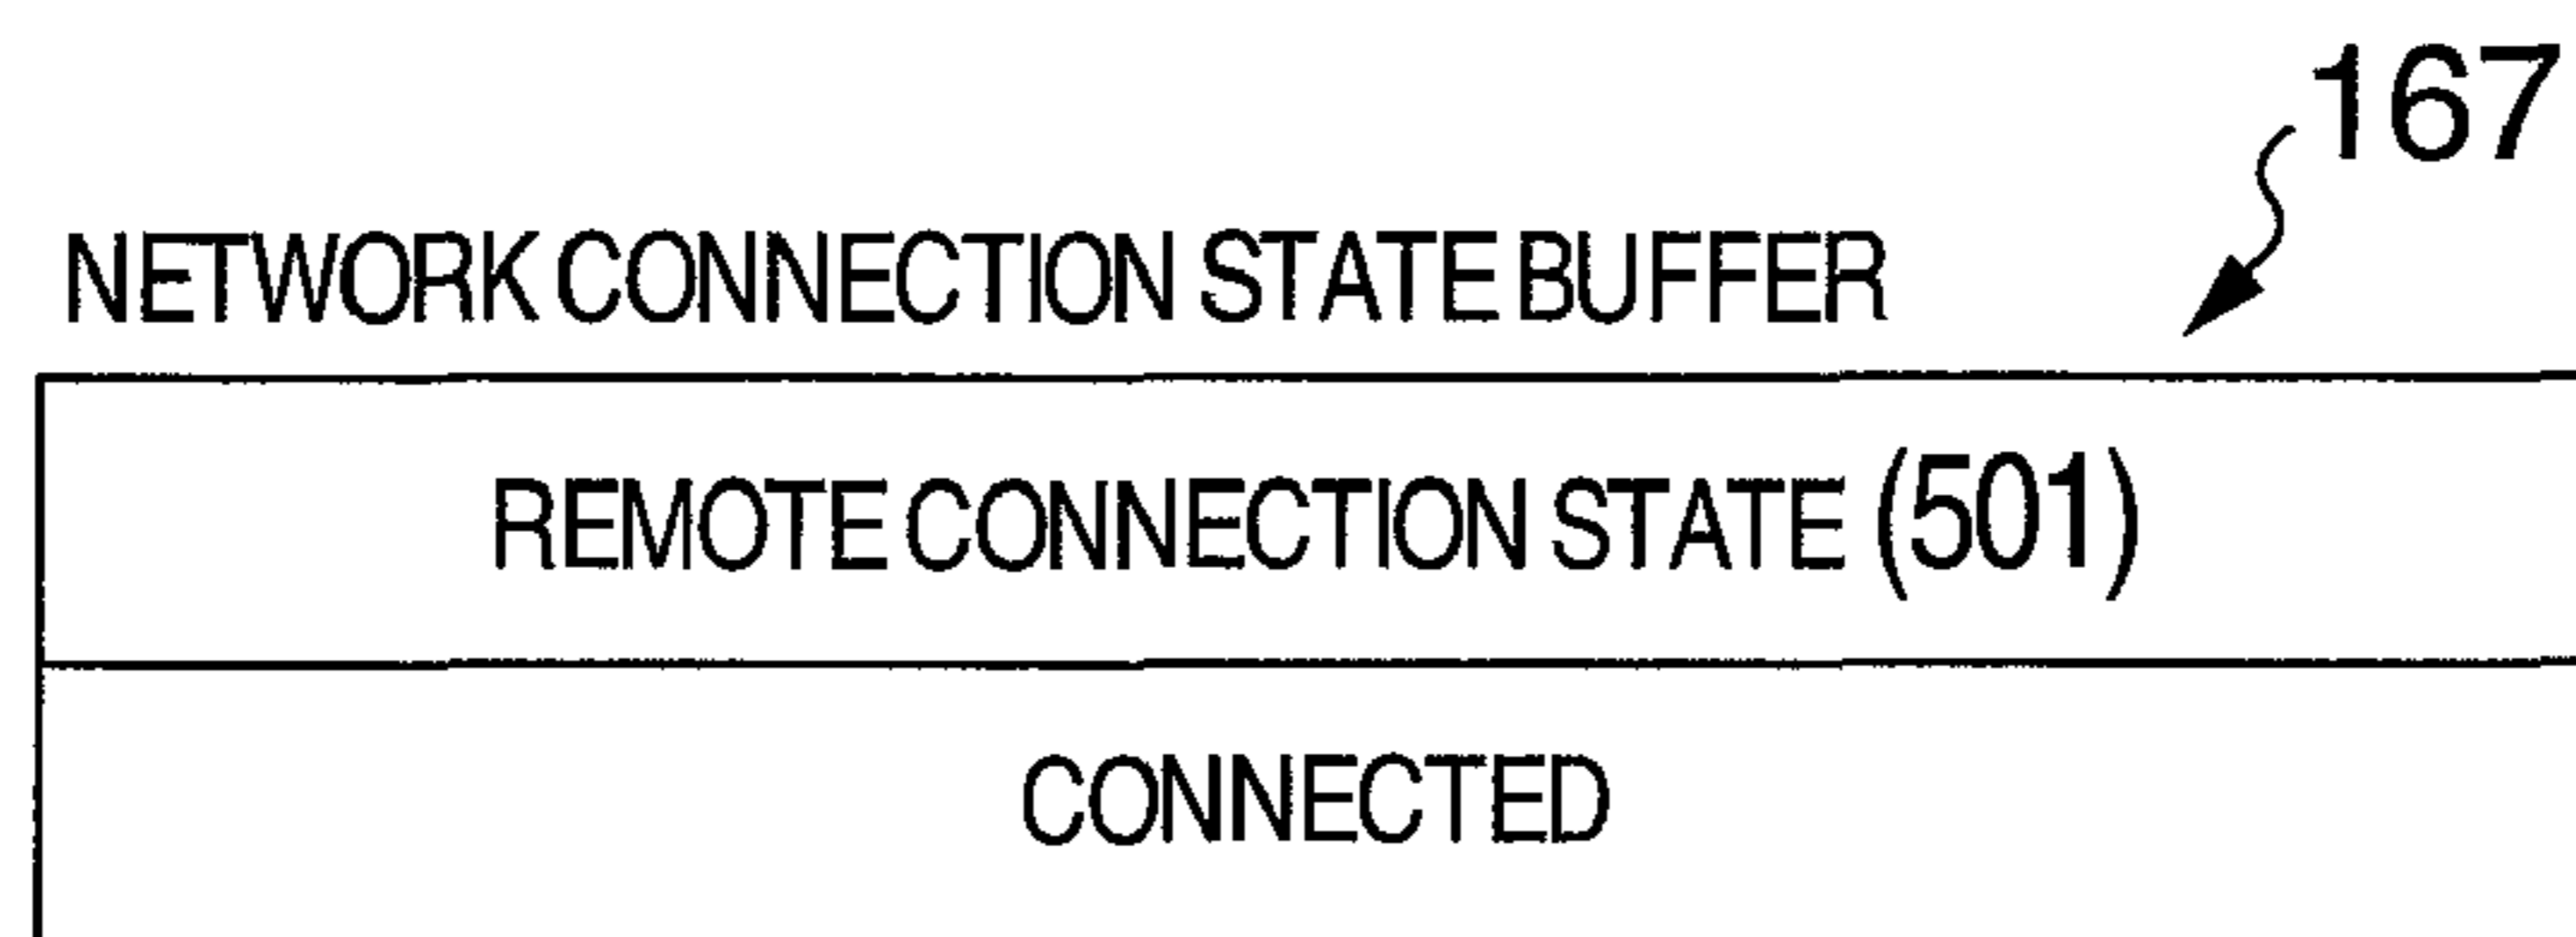 167
NETWORK CONNECTION STATE BUFFER
REMOTE CONNECTION STATE (501)
CONNECTED